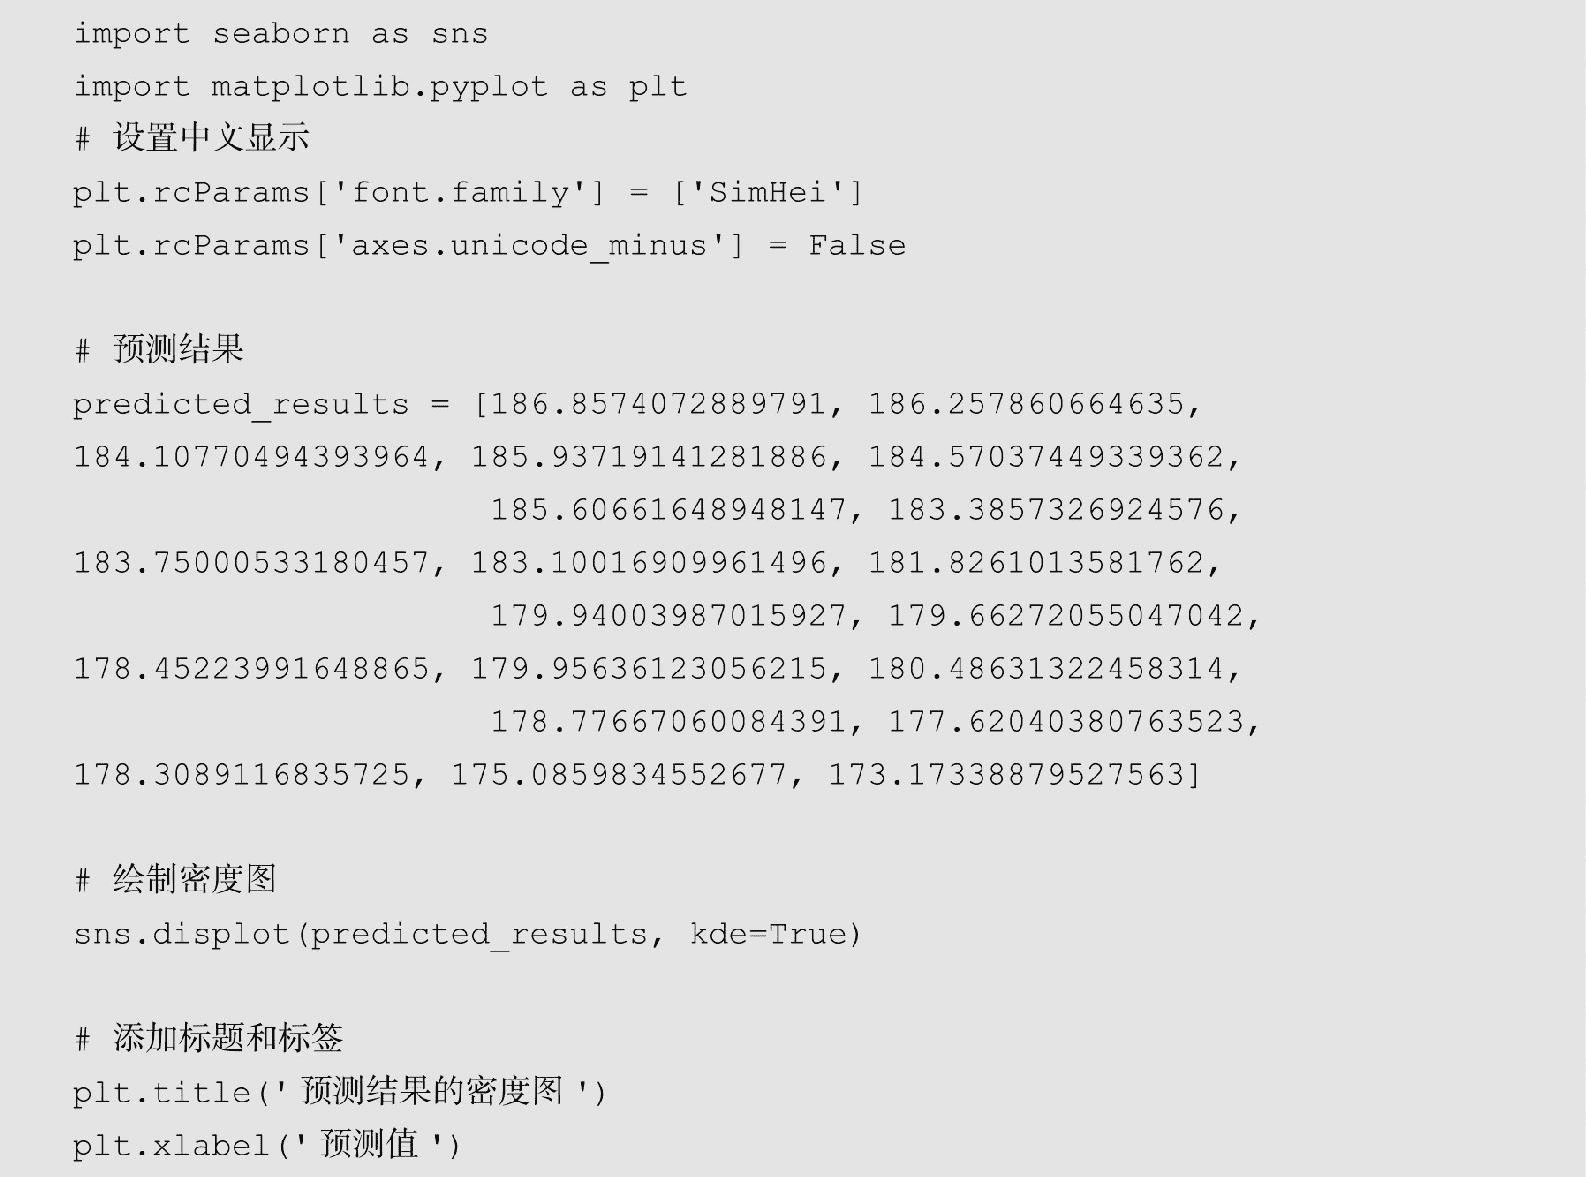 import seaborn as sns
import matplotlib.pyplot as plt
# 设置中文显示
plt.rcParams['font.family'] = ['SimHei']
plt.rcParams['axes.unicode_minus'] = False
# 预测结果
predicted_results = [186.8574072889791, 186.257860664635,
184.10770494393964, 185.93719141281886, 184.57037449339362,
185.60661648948147, 183.3857326924576,
183.75000533180457, 183.10016909961496, 181.8261013581762,
179.94003987015927, 179.66272055047042,
178.45223991648865, 179.95636123056215, 180.48631322458314,
178.77667060084391, 177.62040380763523,
178.3089116835725, 175.0859834552677, 173.17338879527563]
# 绘制密度图
sns.displot(predicted_results, kde=True)
# 添加标题和标签
plt.title(' 预测结果的密度图 ')
plt.xlabel(' 预测值 ')